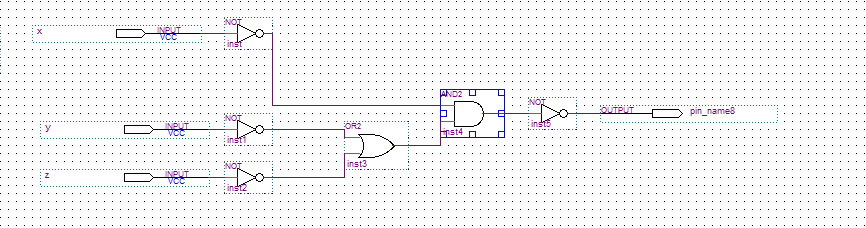 x INPUT VCC NOT inst
AND2 inst4
NOT inst5
OUTPUT pin_name8
y INPUT VCC NOT inst1
OR2 inst3
z INPUT VCC NOT inst2